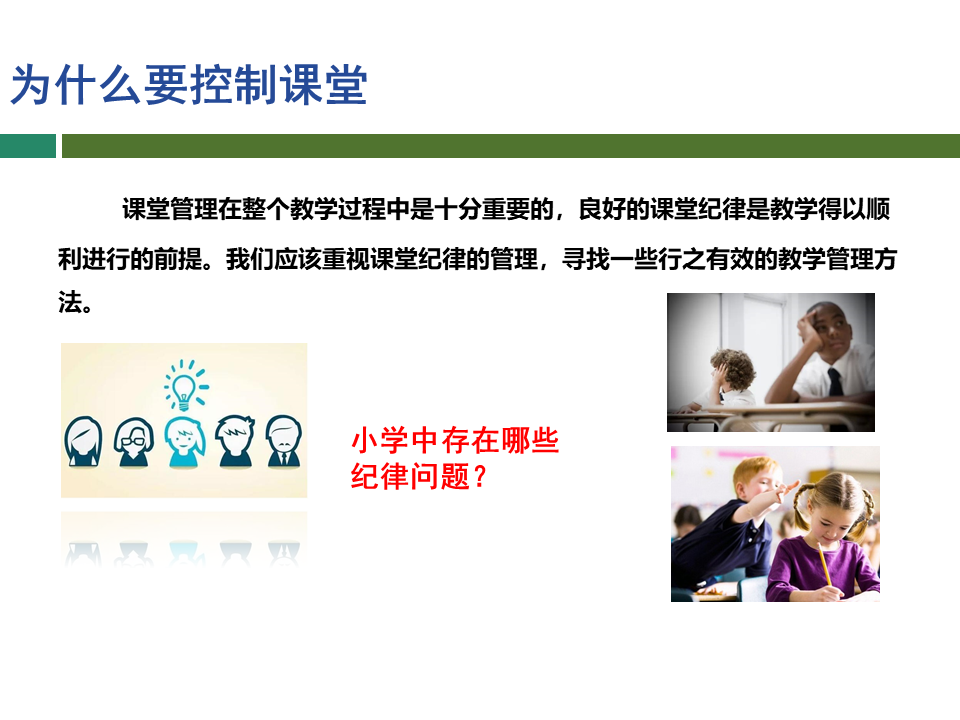 为什么要控制课堂
课堂管理在整个教学过程中是十分重要的，良好的课堂纪律是教学得以顺
利进行的前提。我们应该重视课堂纪律的管理，寻找一些行之有效的教学管理方
法。
小学中存在哪些
纪律问题？